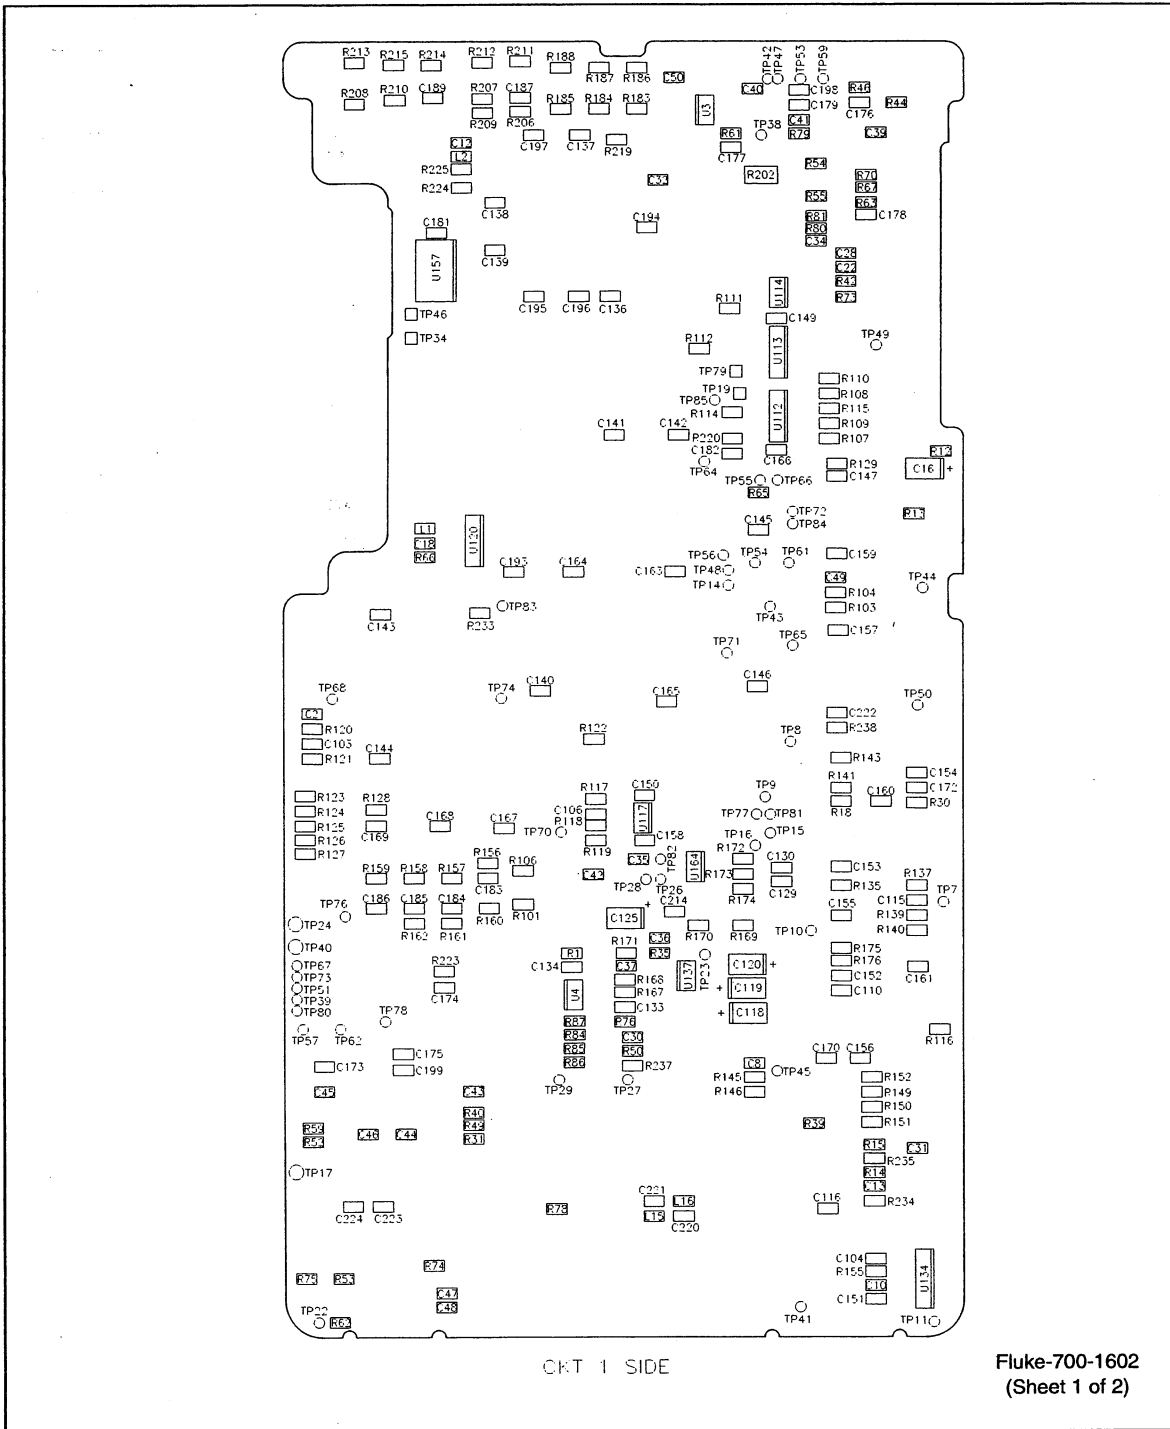 R213 R215 R214 R212 R211 R188 R187 R186 C50 TP42 TP47 TP53 TP59
R208 R210 C189 R207 C187 R185 R184 R183 C40 C198 R46
R209 R206 U3 C179 C176 R44
C197 C137 R219 R61 TP38 C41 R79 C39
C12 C177
L2 R54
R225 C33 R202 R70
R224 R67
C138 R55 R63
C181 C194 R81 C178
R80
U157 C139 C34 C28
C22
U114 R42
C195 C196 C136 R111 R73
TP46 C149
TP34 R112 U113 TP49
TP79 R110
TP19 R108
TP85 U112 R115
R114 R109
C141 C142 R220 R107
C182 C166 R12
TP64 R129 C16 +
TP55 TP66 C147
R65
TP72 R13
L1 U120 C145 TP84
C18
R60 TP56 TP54 TP61 C159
C193 C164 C163 TP48 C49 TP44
TP14 R104
TP83 TP43 R103
C143 R233 C157
TP71 TP65
TP68 TP74 C140 C165 C146 TP50
C2 C222
R120 R122 TP8 R238
C103
R121 C144 R143
C154
R123 R128 R117 C150 TP9 R141 C160 C172
R124 C106 TP77 TP81 R18 R30
R125 C169 C168 C167 TP70 R118 U117 TP15
R126 R119 C158 TP16
R127 R156 C35 TP82 R172 C130 C153
R159 R158 R157 R106 C42 TP28 TP26 U164 R173 C129 R135 R137
C183 R174 C115 TP7
C186 C185 C184 R160 R101 C125 + C214 C155 R139
TP76 R140
TP24 R162 R161 R170 R169 TP10
TP40 R171 C36 R175
R1 R35 R176
TP67 R223 C134 C37 U137 TP23 C120 + C152 C161
TP73 R168
TP51 C174 U4 R167 + C119 C110
TP39 C133
TP80 TP78 R87 R76 + C118
TP57 TP62 R84 C30 R116
R85 R50 C170 C156
C175 R86 R237 C8
C173 C199 R145 TP45 R152
C45 C43 TP29 TP27 R146 R149
R40 R150
R59 C46 C44 R49 R39 R151
R52 R31 R15 C31
R235
TP17 R14
C13
C221 L16 C116 R234
C224 C223 R78 L15 C220
R74 C104
R75 R53 R155 U134
C47 C10
C48 C151
TP22 R62 TP41 TP11
CKT 1 SIDE
Fluke-700-1602
(Sheet 1 of 2)